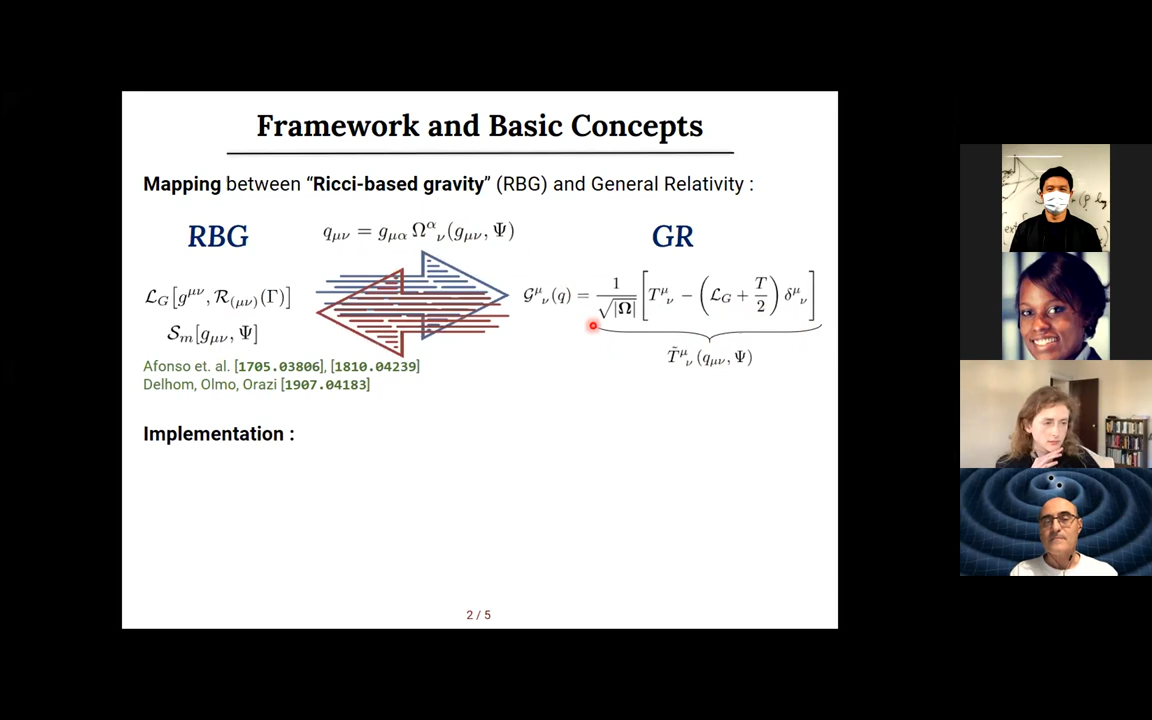 Framework and Basic Concepts
Mapping between “Ricci-based gravity” (RBG) and General Relativity :
RBG
q_{μν} = g_{μα} Ω^α_ν(g_{μν}, Ψ)
GR
ℒ_G[g^{μν}, ℛ_{(μν)}(Γ)]
𝒢^μ_ν(q) = 1/√|Ω| [T^μ_ν − (ℒ_G + T/2) δ^μ_ν]
𝒮_m[g_{μν}, Ψ]
T̃^μ_ν(q_{μν}, Ψ)
Afonso et. al. [1705.03806], [1810.04239]
Delhom, Olmo, Orazi [1907.04183]
Implementation :
2 / 5